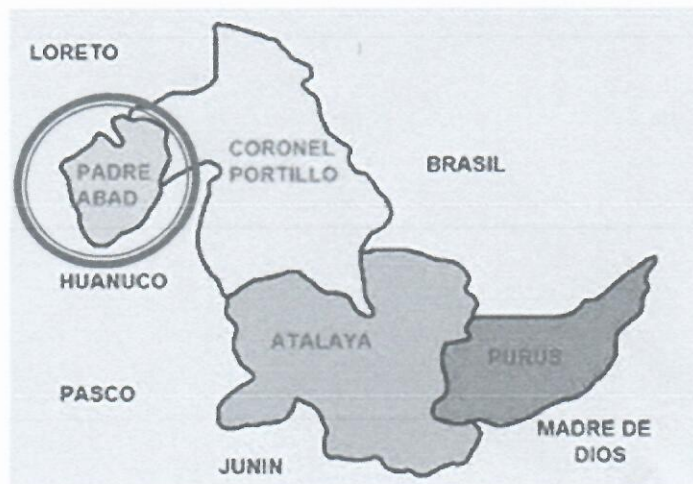 LORETO
CORONEL
PORTILLO
BRASIL
PADRE
ABAD
HUANUCO
ATALAYA
PURUS
PASCO
MADRE DE
DIOS
JUNIN